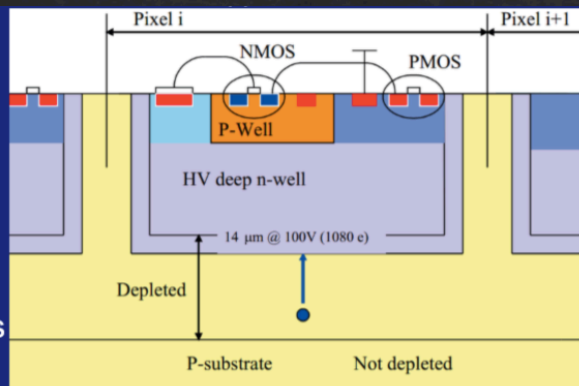 Pixel i
Pixel i+1
NMOS
PMOS
P-Well
HV deep n-well
14 µm @ 100V (1080 e)
Depleted
s
P-substrate
Not depleted